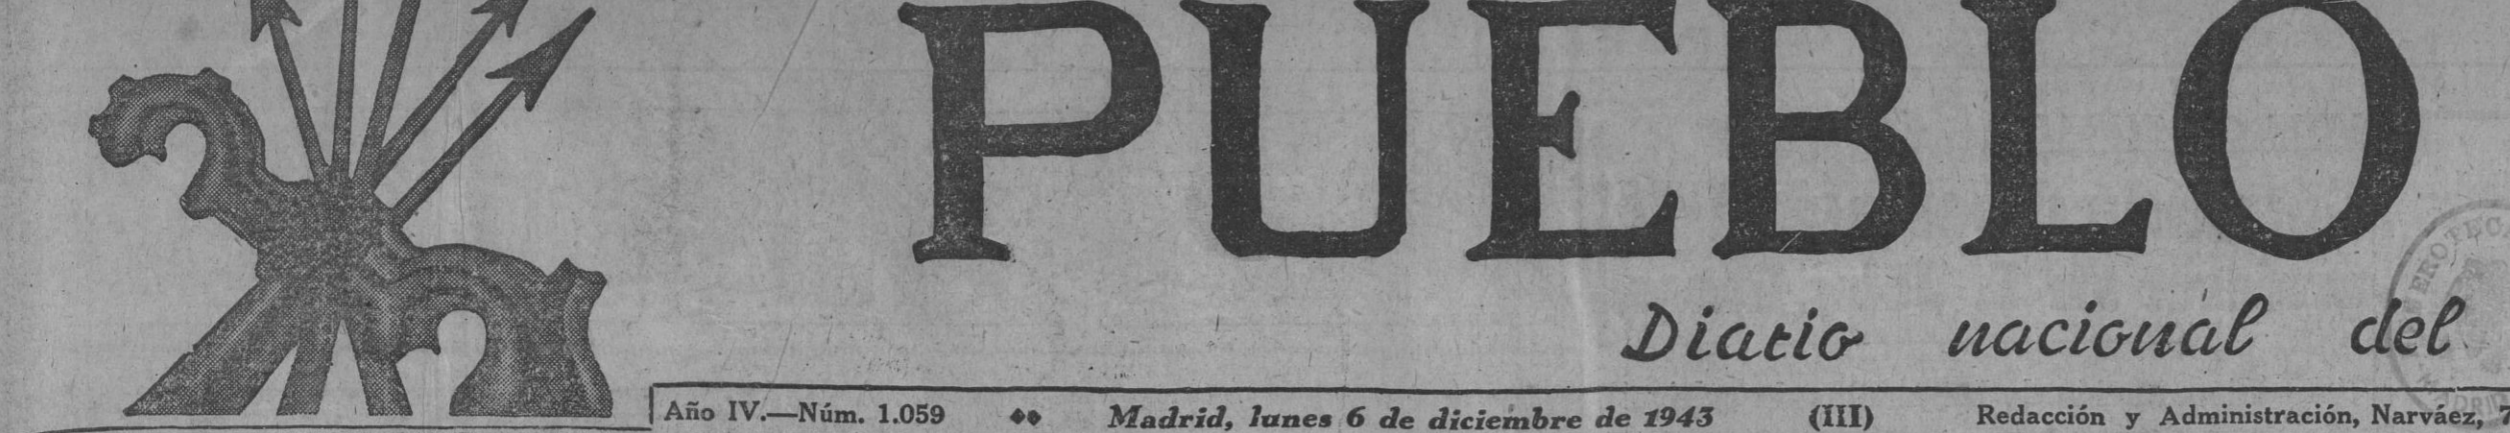 PUEBLO
Diario nacional del
Año IV.—Núm. 1.059 Madrid, lunes 6 de diciembre de 1943 (III) Redacción y Administración, Narváez, 7